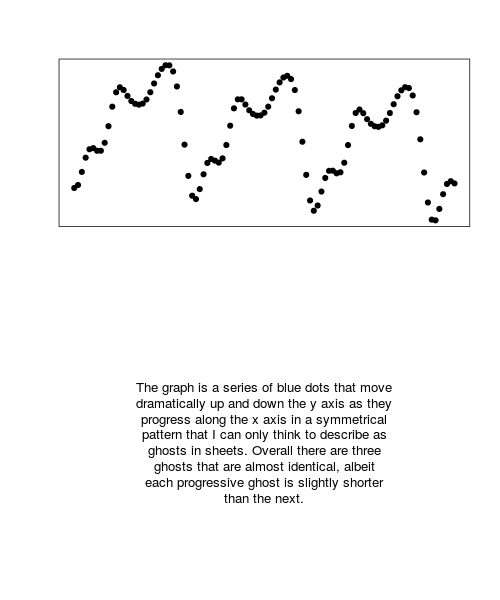 The graph is a series of blue dots that move
dramatically up and down the y axis as they
progress along the x axis in a symmetrical
pattern that I can only think to describe as
ghosts in sheets. Overall there are three
ghosts that are almost identical, albeit
each progressive ghost is slightly shorter
than the next.